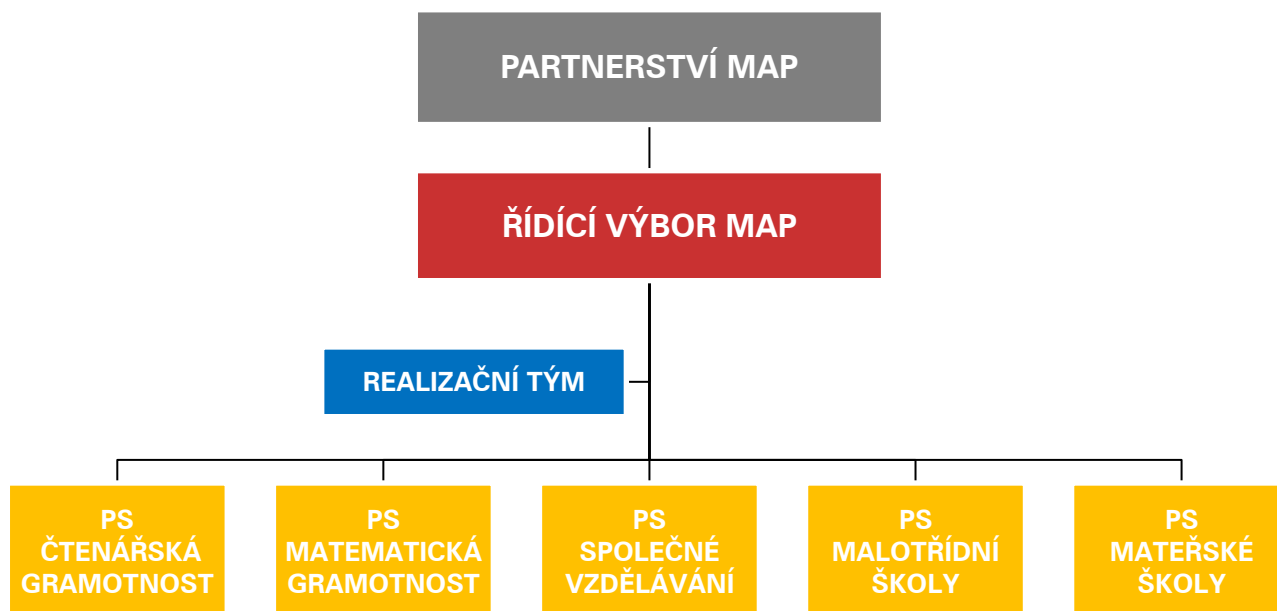 PARTNERSTVÍ MAP
ŘÍDÍCÍ VÝBOR MAP
REALIZAČNÍ TÝM
PS
ČTENÁŘSKÁ
GRAMOTNOST
PS
MATEMATICKÁ
GRAMOTNOST
PS
SPOLEČNÉ
VZDĚLÁVÁNÍ
PS
MALOTŘÍDNÍ
ŠKOLY
PS
MATEŘSKÉ
ŠKOLY